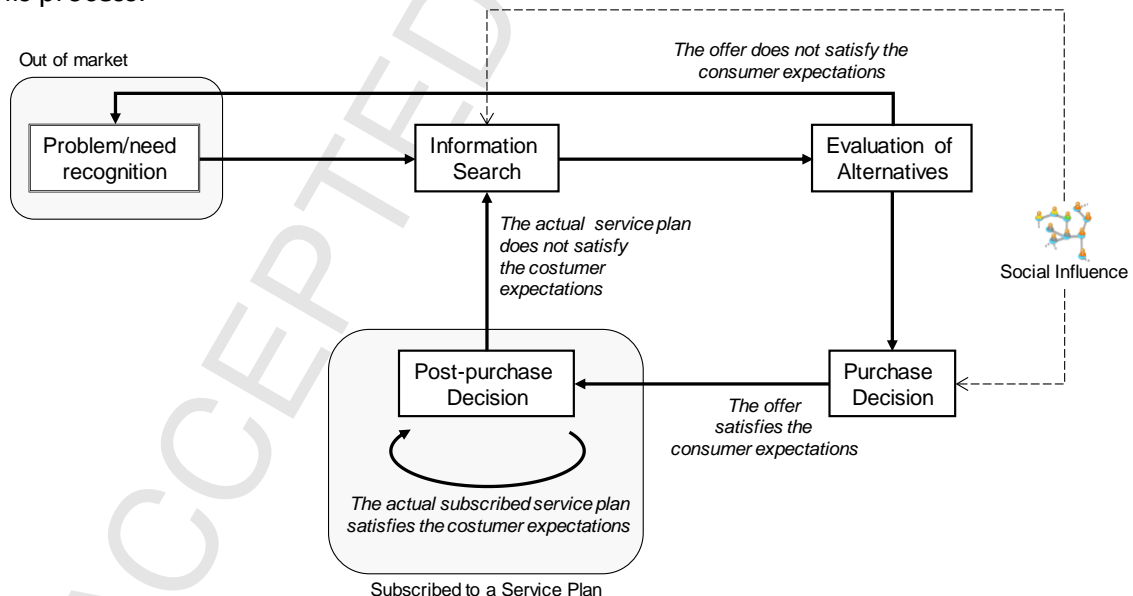 process.
Out of market
The offer does not satisfy the
consumer expectations
Problem/need
recognition
Information
Search
Evaluation of
Alternatives
The actual service plan
does not satisfy
the costumer
expectations
Social Influence
Post-purchase
Decision
Purchase
Decision
The offer
satisfies the
consumer expectations
The actual subscribed service plan
satisfies the costumer expectations
Subscribed to a Service Plan
ACCEPTED